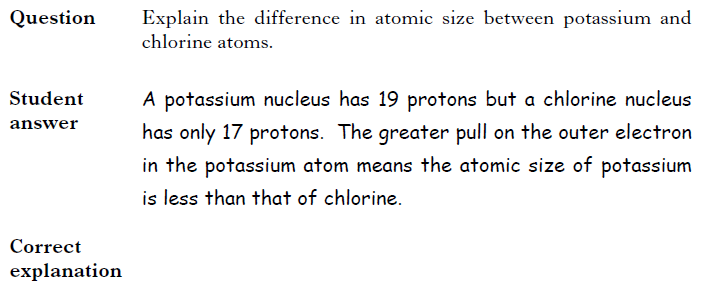 Question Explain the difference in atomic size between potassium and
chlorine atoms.
Student A potassium nucleus has 19 protons but a chlorine nucleus
answer has only 17 protons. The greater pull on the outer electron
in the potassium atom means the atomic size of potassium
is less than that of chlorine.
Correct
explanation